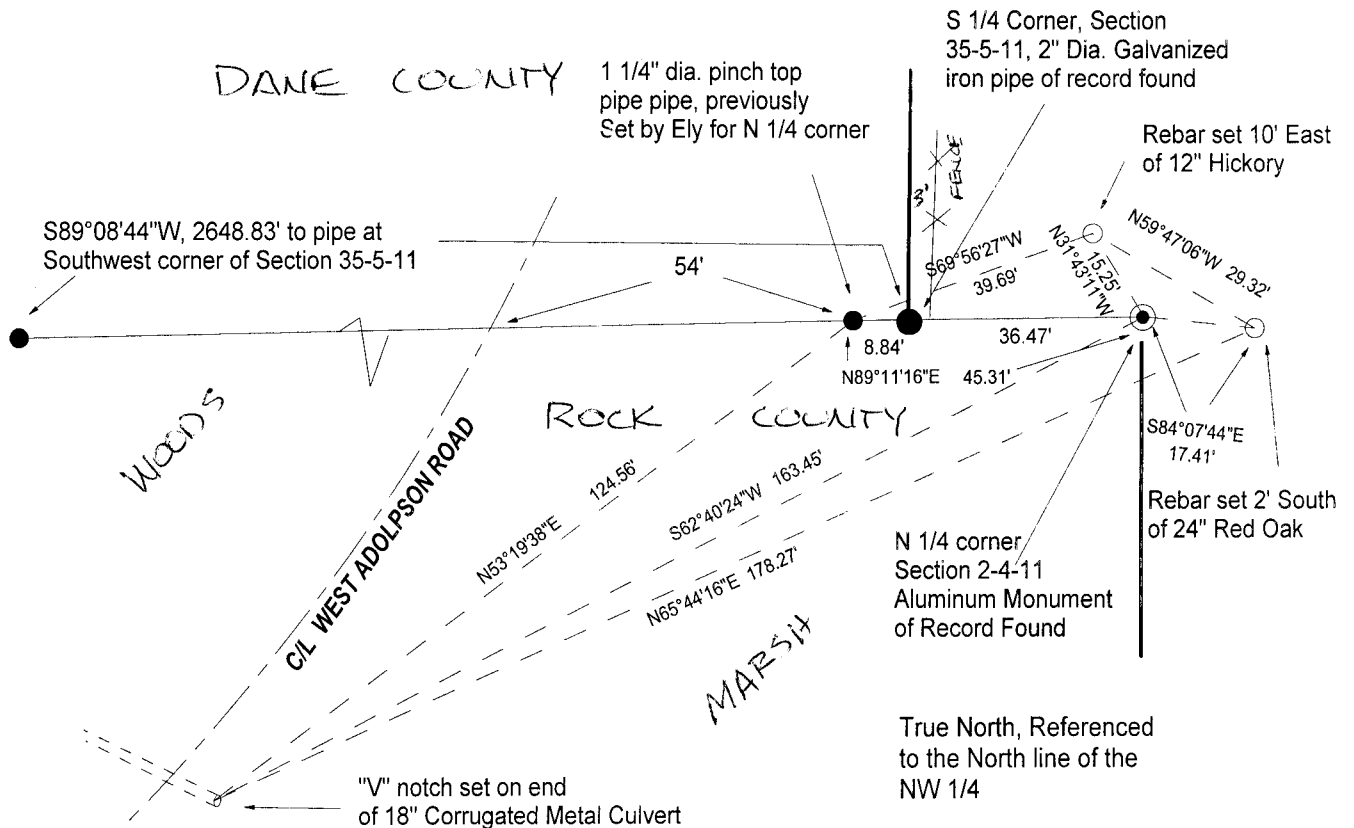 DANE COUNTY
1 1/4" dia. pinch top
pipe pipe, previously
Set by Ely for N 1/4 corner
S 1/4 Corner, Section
35-5-11, 2" Dia. Galvanized
iron pipe of record found
Rebar set 10' East
of 12" Hickory
3'
FENCE
S89°08'44"W, 2648.83' to pipe at
Southwest corner of Section 35-5-11
54'
S69°56'27"W
39.69'
N31°43'11"W
15.25'
N59°47'06"W 29.32'
8.84'
36.47'
N89°11'16"E 45.31'
WOODS
ROCK COUNTY
C/L WEST ADOLPSON ROAD
N53°19'38"E 124.56'
S62°40'24"W 163.45'
N65°44'16"E 178.27'
S84°07'44"E
17.41'
Rebar set 2' South
of 24" Red Oak
N 1/4 corner
Section 2-4-11
Aluminum Monument
of Record Found
MARSH
True North, Referenced
to the North line of the
NW 1/4
"V" notch set on end
of 18" Corrugated Metal Culvert